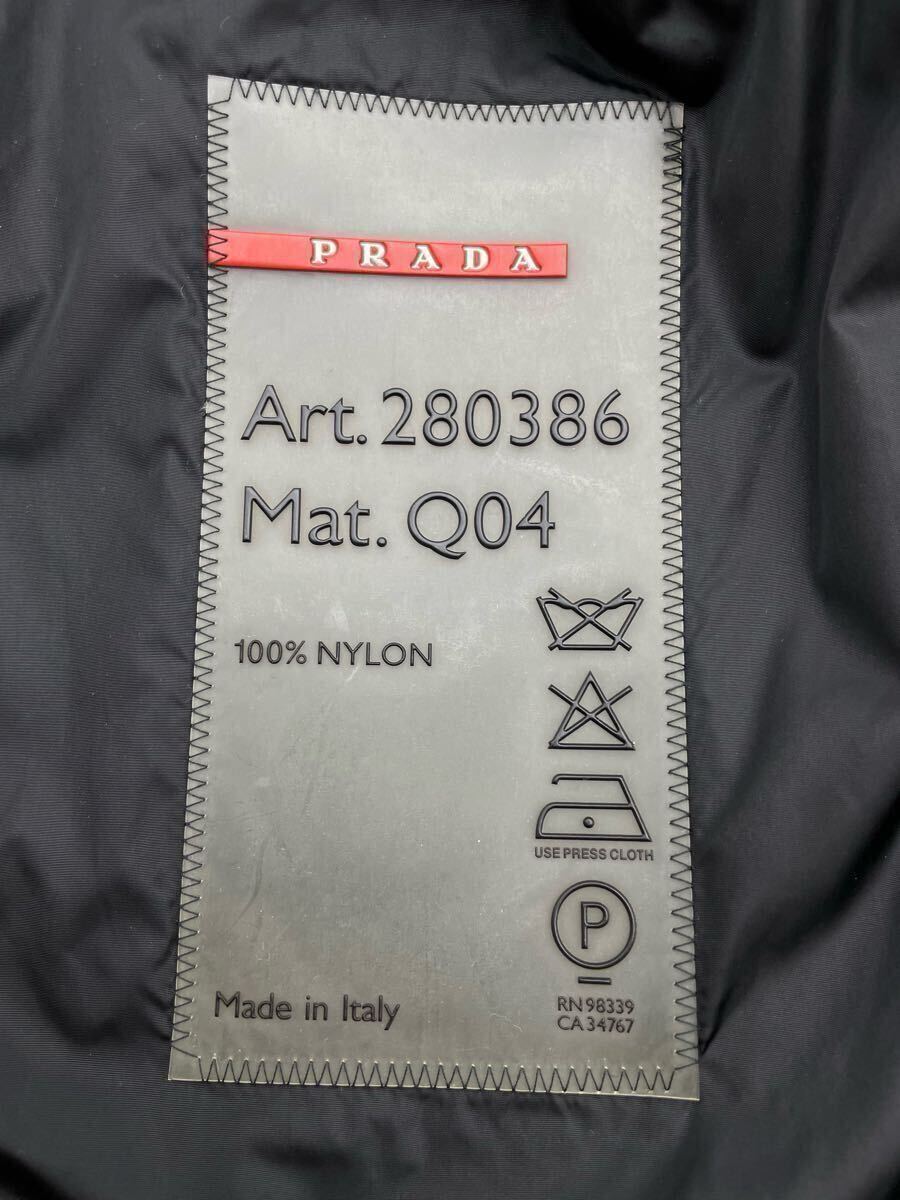 PRADA
Art. 280386
Mat. Q04
100% NYLON
USE PRESS CLOTH
P
Made in Italy
RN 98339
CA 34767